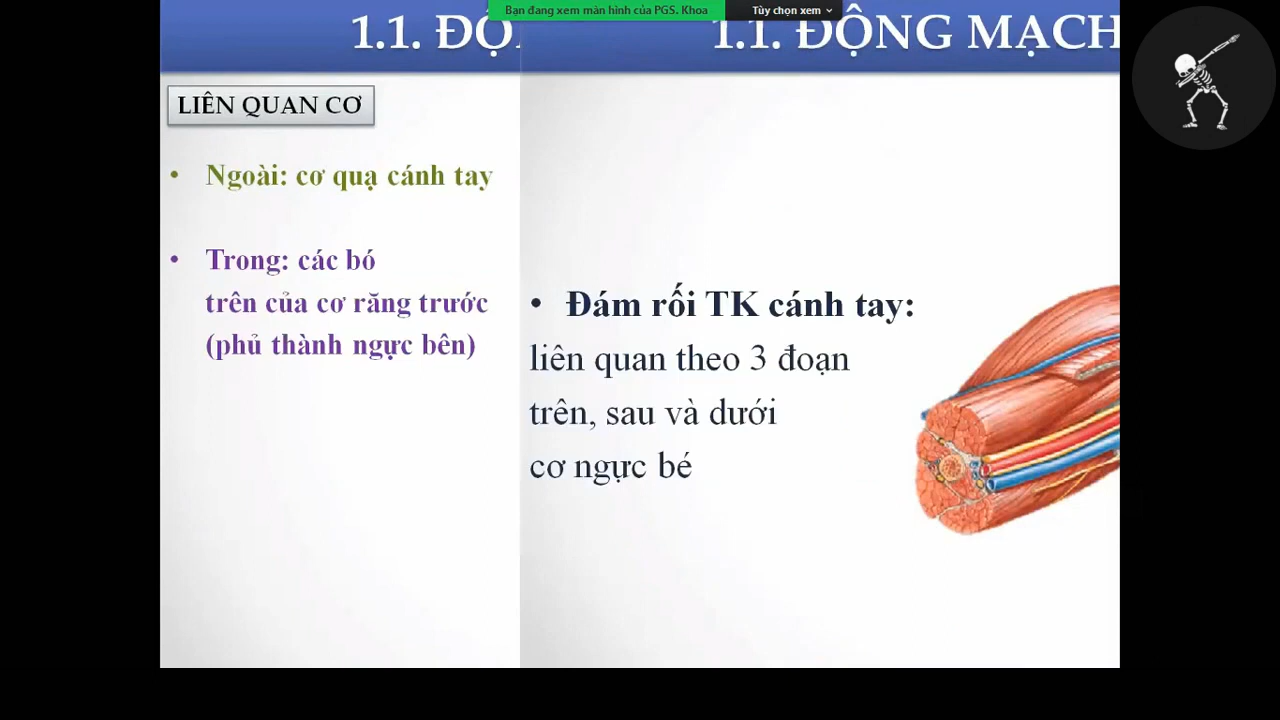 Bạn đang xem màn hình của PGS. Khoa
Tùy chọn xem
1.1. ĐỘ
1.1. ĐỘNG MẠCH
LIÊN QUAN CƠ
• Ngoài: cơ quạ cánh tay
• Trong: các bó
trên của cơ răng trước
(phủ thành ngực bên)
• Đám rối TK cánh tay:
liên quan theo 3 đoạn
trên, sau và dưới
cơ ngực bé